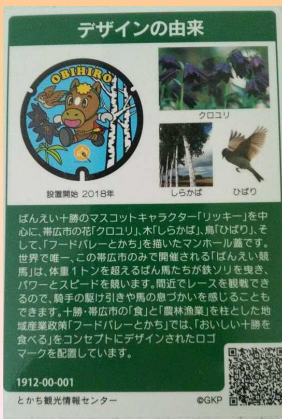 デザインの由来
OBIHIRO
クロユリ
設置開始 2018年
しらかば
ひばり
ばんえい十勝のマスコットキャラクター「リッキー」を中
心に、帯広市の花「クロユリ」、木「しらかば」、鳥「ひばり」、そ
して、「フードバレーとかち」を描いたマンホール蓋です。
世界で唯一、この帯広市のみで開催される「ばんえい競
馬」は、体重1トンを超えるばん馬たちが鉄ソリを曳き、
パワーとスピードを競います。間近でレースを観戦でき
るので、騎手の駆け引きや馬の息づかいを感じることも
できます。十勝・帯広市の「食」と「農林漁業」を柱とした地
域産業政策「フードバレーとかち」では、「おいしい十勝を
食べる」をコンセプトにデザインされたロゴ
マークを配置しています。
1912-00-001
とかち観光情報センター
©GKP